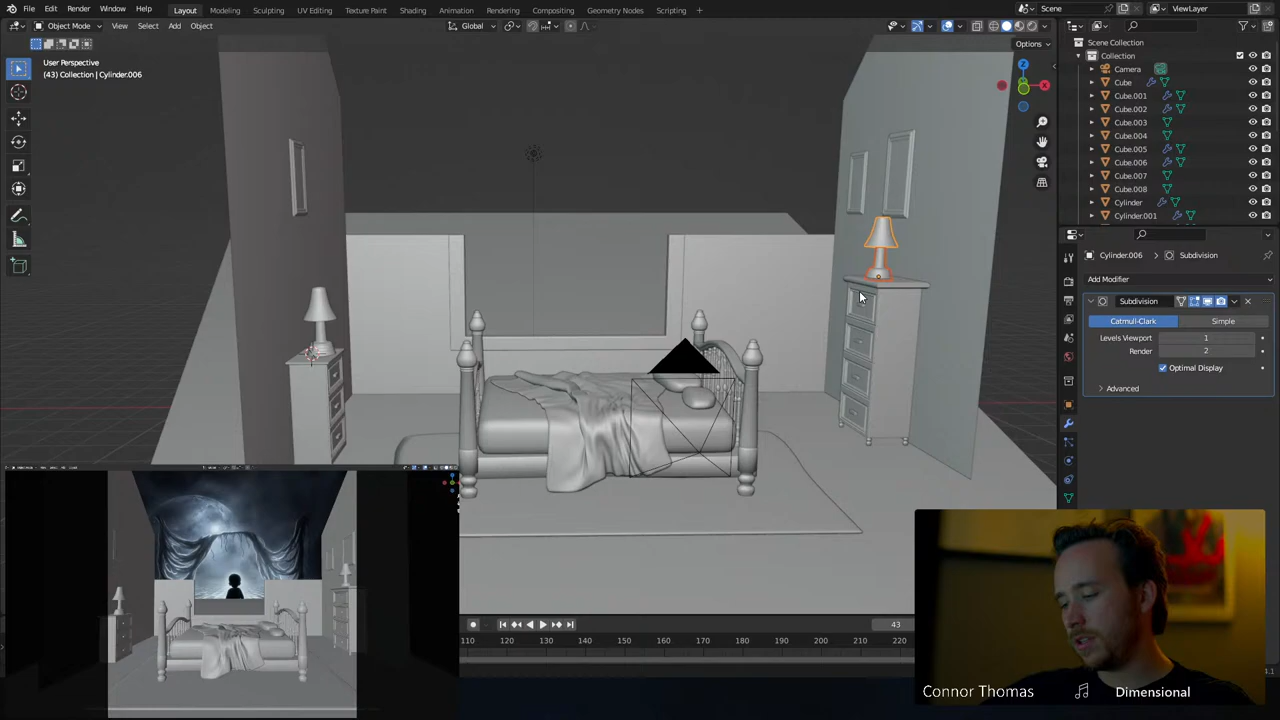 File Edit Render Window Help Layout Modeling Sculpting UV Editing Texture Paint Shading Animation Rendering Compositing Geometry Nodes Scripting Scene ViewLayer
Object Mode View Select Add Object Global
Options
User Perspective
(43) Collection | Cylinder.006
Z
X
Scene Collection
Collection
Camera
Cube
Cube.001
Cube.002
Cube.003
Cube.004
Cube.005
Cube.006
Cube.007
Cube.008
Cylinder
Cylinder.001
Cylinder.006 Subdivision
Add Modifier
Subdivision
Catmull-Clark Simple
Levels Viewport 1
Render 2
Optimal Display
Advanced
43
110 120 130 140 150 160 170 180 190 200 210 220
Connor Thomas Dimensional